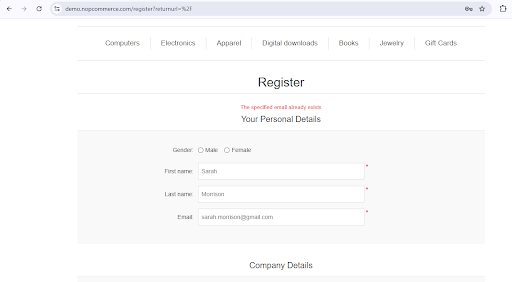 demo.nopcommerce.com/register?returnurl=%2f
Computers Electronics Apparel Digital downloads Books Jewelry Gift Cards
Register
The specified email already exists
Your Personal Details
Gender: Male Female
First name: Sarah *
Last name: Morrison *
Email: sarah.morrison@gmail.com *
Company Details